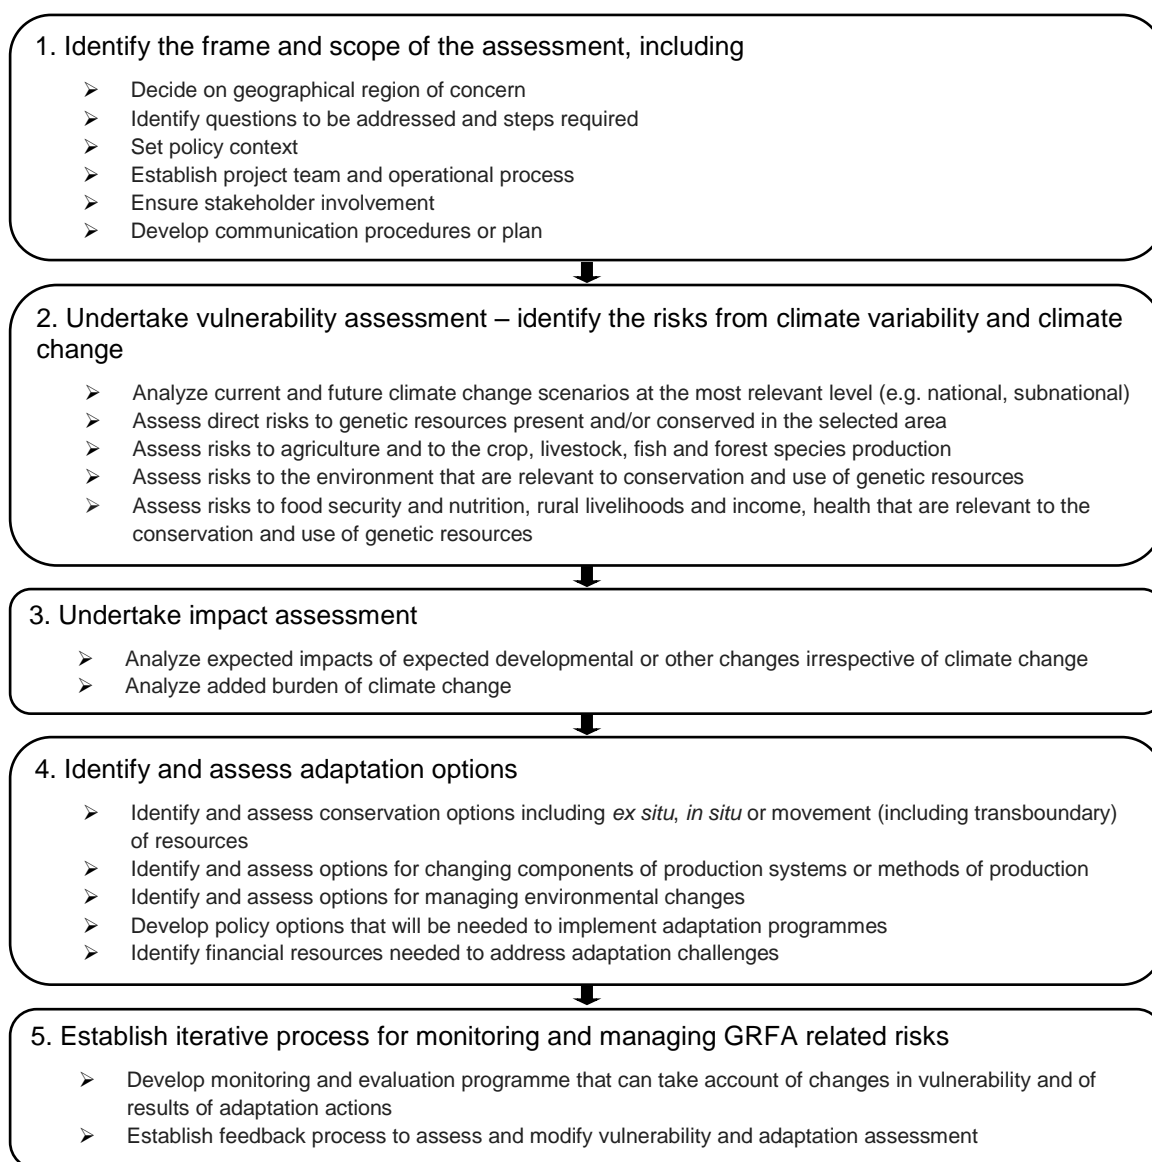 1. Identify the frame and scope of the assessment, including
➢ Decide on geographical region of concern
➢ Identify questions to be addressed and steps required
➢ Set policy context
➢ Establish project team and operational process
➢ Ensure stakeholder involvement
➢ Develop communication procedures or plan
2. Undertake vulnerability assessment – identify the risks from climate variability and climate
change
➢ Analyze current and future climate change scenarios at the most relevant level (e.g. national, subnational)
➢ Assess direct risks to genetic resources present and/or conserved in the selected area
➢ Assess risks to agriculture and to the crop, livestock, fish and forest species production
➢ Assess risks to the environment that are relevant to conservation and use of genetic resources
➢ Assess risks to food security and nutrition, rural livelihoods and income, health that are relevant to the
conservation and use of genetic resources
3. Undertake impact assessment
➢ Analyze expected impacts of expected developmental or other changes irrespective of climate change
➢ Analyze added burden of climate change
4. Identify and assess adaptation options
➢ Identify and assess conservation options including ex situ, in situ or movement (including transboundary)
of resources
➢ Identify and assess options for changing components of production systems or methods of production
➢ Identify and assess options for managing environmental changes
➢ Develop policy options that will be needed to implement adaptation programmes
➢ Identify financial resources needed to address adaptation challenges
5. Establish iterative process for monitoring and managing GRFA related risks
➢ Develop monitoring and evaluation programme that can take account of changes in vulnerability and of
results of adaptation actions
➢ Establish feedback process to assess and modify vulnerability and adaptation assessment